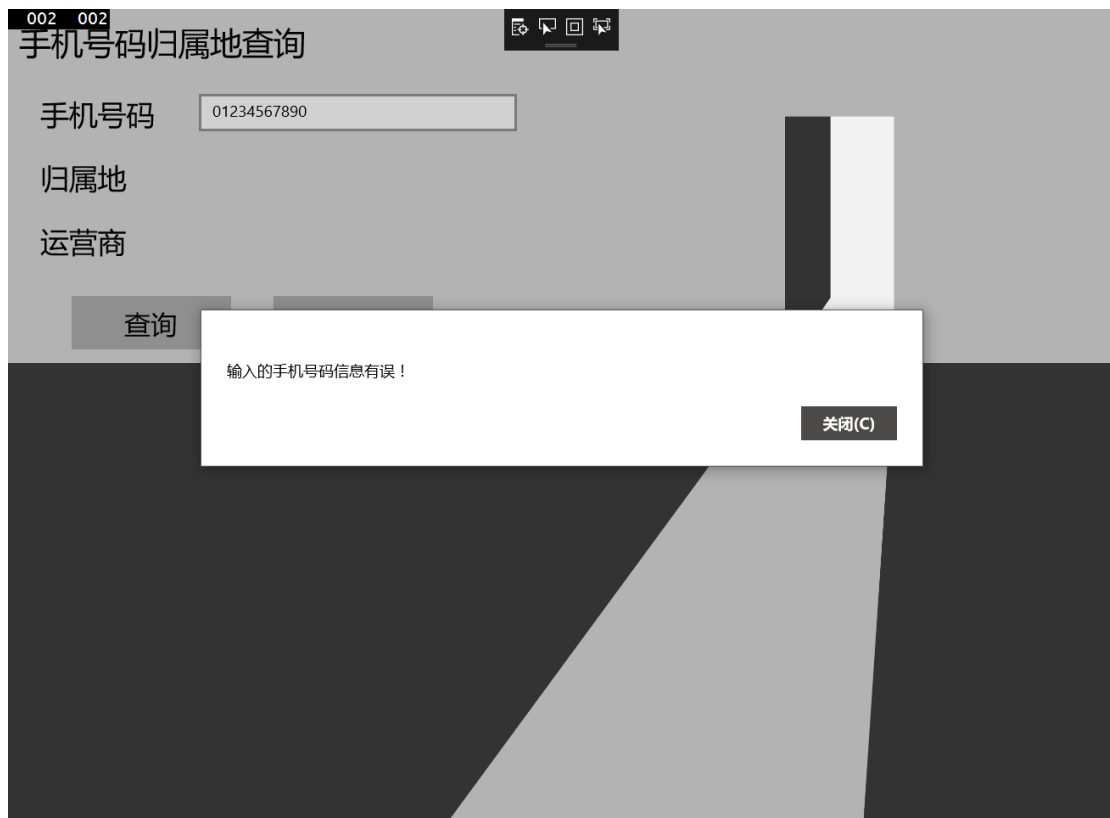 002 002
手机号码归属地查询
手机号码 01234567890
归属地
运营商
查询
输入的手机号码信息有误！
关闭(C)